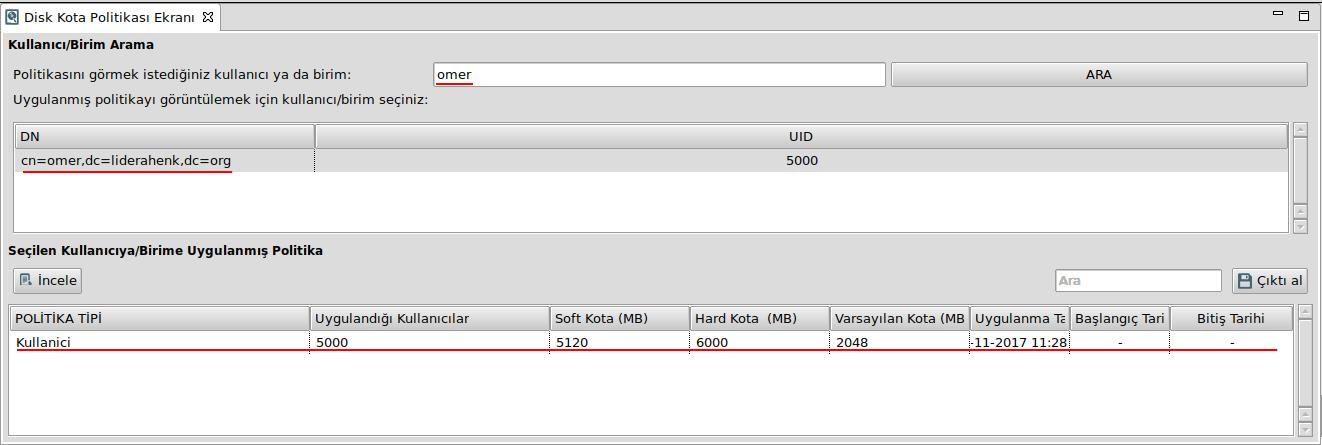 Disk Kota Politikası Ekranı
Kullanıcı/Birim Arama
Politikasını görmek istediğiniz kullanıcı ya da birim: omer ARA
Uygulanmış politikayı görüntülemek için kullanıcı/birim seçiniz:
DN UID
cn=omer,dc=liderahenk,dc=org 5000
Seçilen Kullanıcıya/Birime Uygulanmış Politika
İncele Ara Çıktı al
POLİTİKA TİPİ Uygulandığı Kullanıcılar Soft Kota (MB) Hard Kota (MB) Varsayılan Kota (MB Uygulanma Ta Başlangıç Tari Bitiş Tarihi
Kullanici 5000 5120 6000 2048 -11-2017 11:28 - -